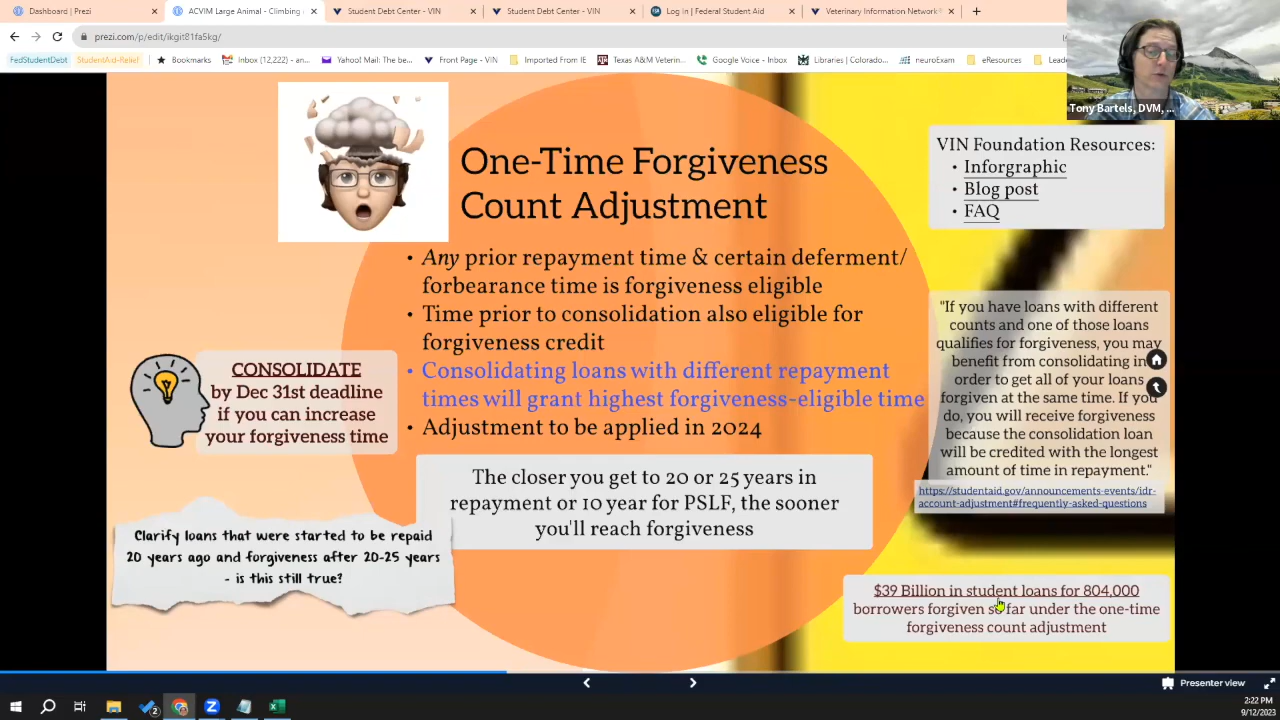 Dashboard | Prezi
ACVIM Large Animal - Climbing
Student Debt Center - VIN
Student Debt Center - VIN
Log In | Federal Student Aid
Veterinary Information Network
prezi.com/p/edit/ikgit81fa5kg/
FedStudentDebt
StudentAid-Relief
Bookmarks
Inbox (12,222) - an...
Yahoo! Mail: The be...
Front Page - VIN
Imported From IE
Texas A&M Veterin...
Google Voice - Inbox
Libraries | Colorado...
neuroExam
eResources
Leade
Tony Bartels, DVM, ...
One-Time Forgiveness
Count Adjustment
• Any prior repayment time & certain deferment/
forbearance time is forgiveness eligible
• Time prior to consolidation also eligible for
forgiveness credit
• Consolidating loans with different repayment
times will grant highest forgiveness-eligible time
• Adjustment to be applied in 2024
The closer you get to 20 or 25 years in
repayment or 10 year for PSLF, the sooner
you'll reach forgiveness
CONSOLIDATE
by Dec 31st deadline
if you can increase
your forgiveness time
Clarify loans that were started to be repaid
20 years ago and forgiveness after 20-25 years
- is this still true?
VIN Foundation Resources:
• Inforgraphic
• Blog post
• FAQ
"If you have loans with different
counts and one of those loans
qualifies for forgiveness, you may
benefit from consolidating in
order to get all of your loans
forgiven at the same time. If you
do, you will receive forgiveness
because the consolidation loan
will be credited with the longest
amount of time in repayment."
https://studentaid.gov/announcements-events/idr-
account-adjustment#frequently-asked-questions
$39 Billion in student loans for 804,000
borrowers forgiven so far under the one-time
forgiveness count adjustment
Presenter view
2:22 PM
9/12/2023